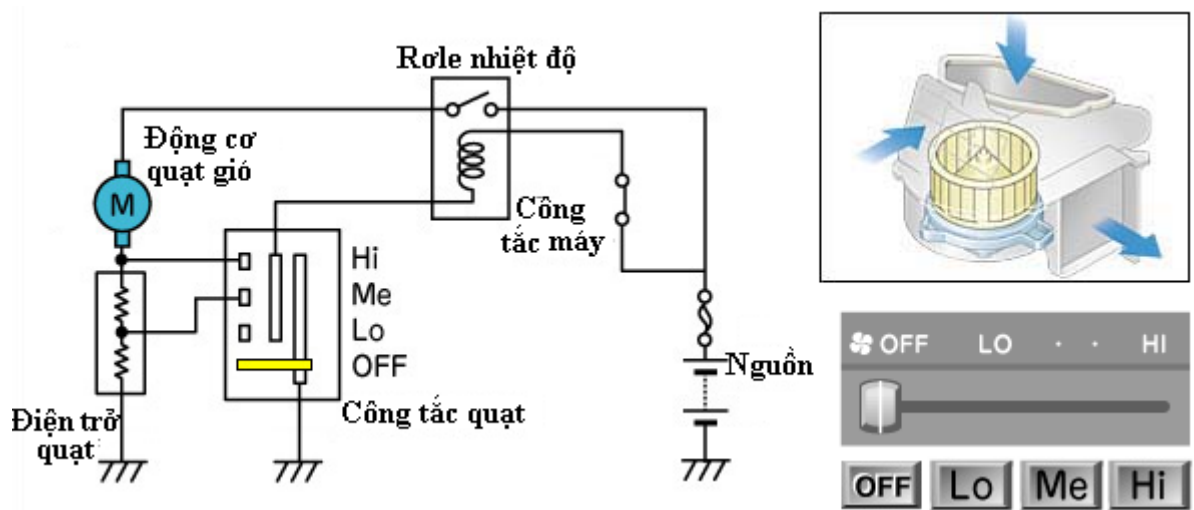 Rơle nhiệt độ
Động cơ
quạt gió
M
Công
tắc máy
Hi
Me
Lo
OFF
Nguồn
Công tắc quạt
Điện trở
quạt
OFF LO · · HI
OFF Lo Me Hi